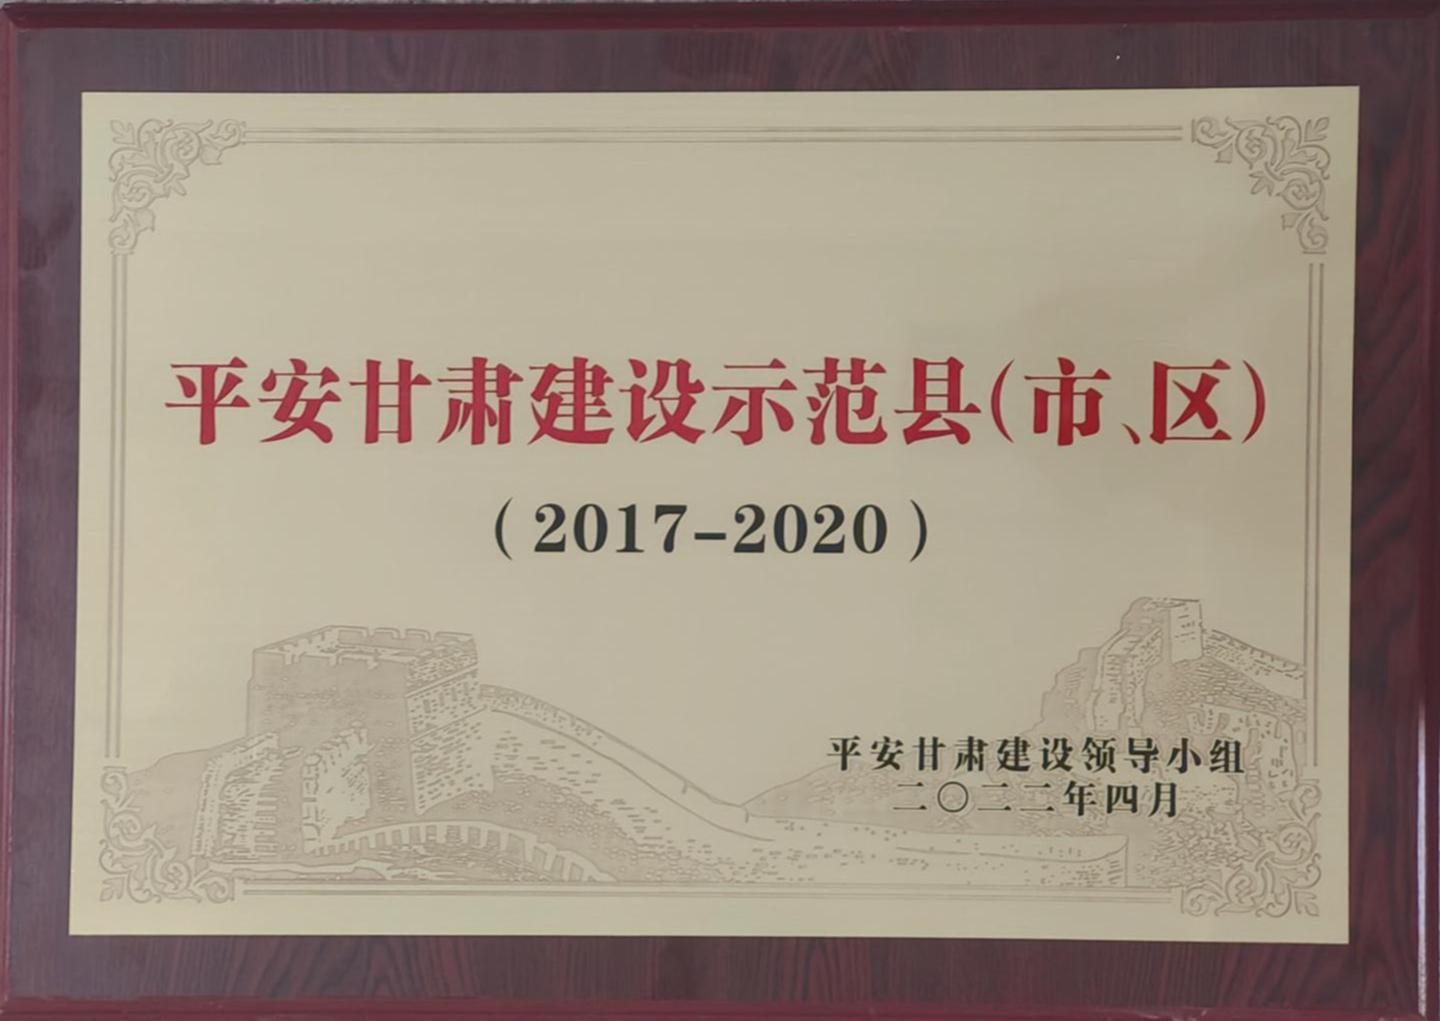 平安甘肃建设示范县(市、区)
（2017-2020）
平安甘肃建设领导小组
二〇二二年四月